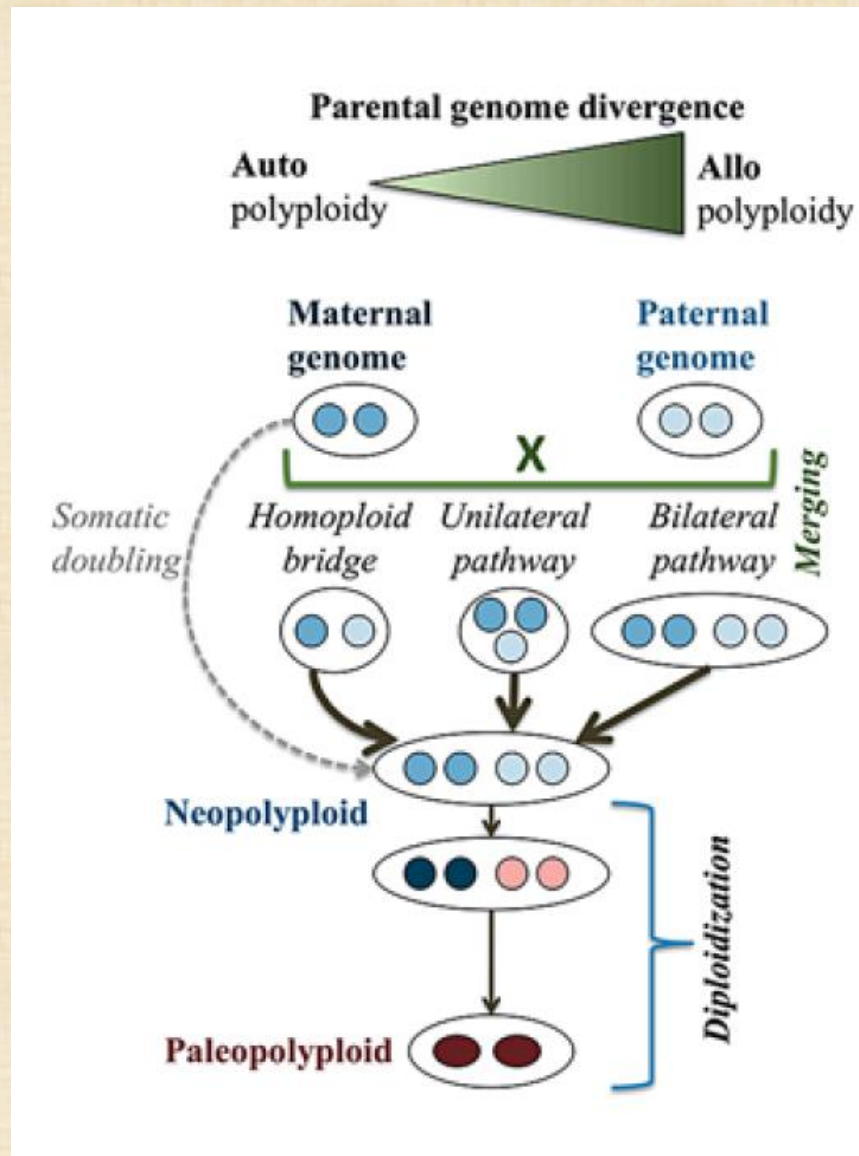 Parental genome divergence
Auto
polyploidy
Allo
polyploidy
Maternal
genome
Paternal
genome
X
Merging
Somatic
doubling
Homoploid
bridge
Unilateral
pathway
Bilateral
pathway
Neopolyploid
Diploidization
Paleopolyploid